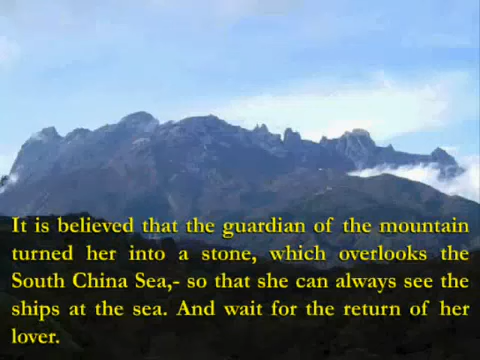 It is believed that the guardian of the mountain
turned her into a stone, which overlooks the
South China Sea,- so that she can always see the
ships at the sea. And wait for the return of her
lover.